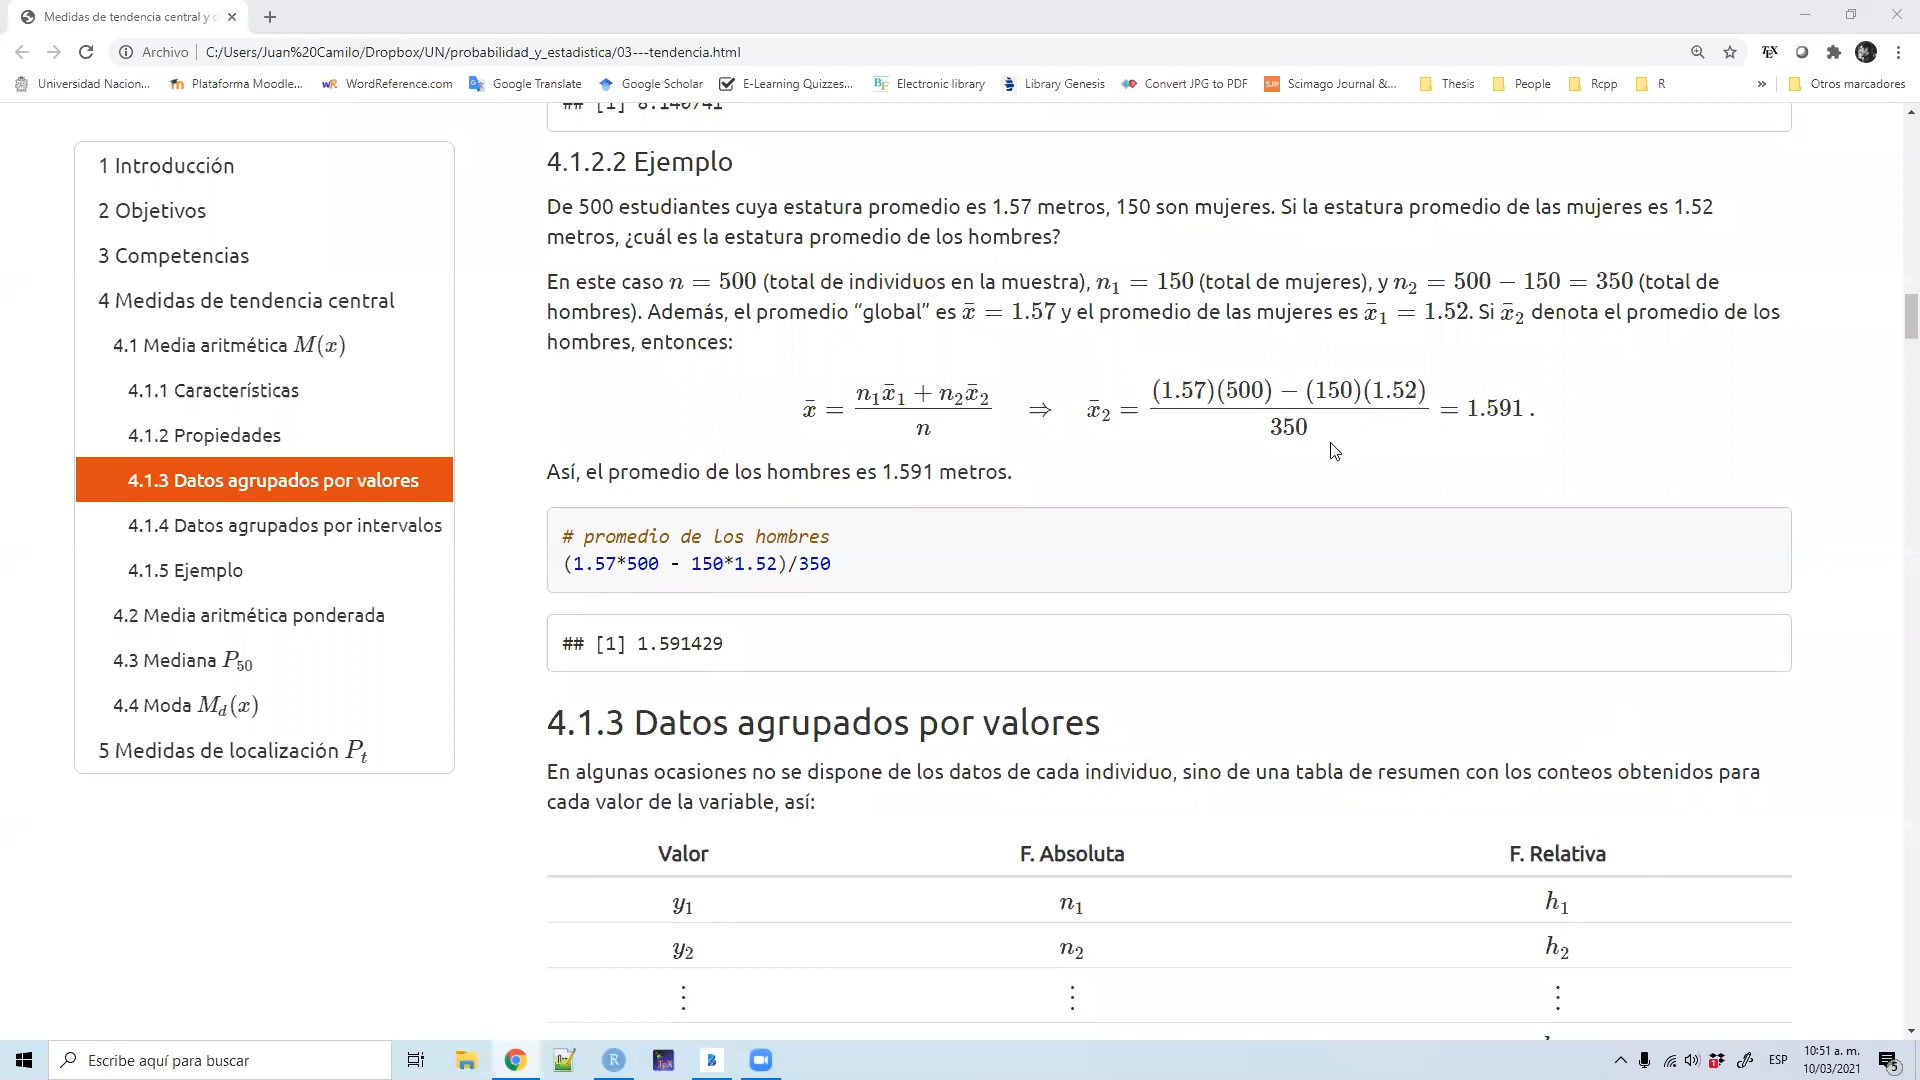 Medidas de tendencia central y d
Archivo
C:/Users/Juan%20Camilo/Dropbox/UN/probabilidad_y_estadistica/03---tendencia.html
Universidad Nacion... Plataforma Moodle... WordReference.com Google Translate Google Scholar E-Learning Quizzes... Electronic library Library Genesis Convert JPG to PDF Scimago Journal &... Thesis People Rcpp R » Otros marcadores
## [1] 8.140741
1 Introducción
2 Objetivos
3 Competencias
4 Medidas de tendencia central
4.1 Media aritmética M(x)
4.1.1 Características
4.1.2 Propiedades
4.1.3 Datos agrupados por valores
4.1.4 Datos agrupados por intervalos
4.1.5 Ejemplo
4.2 Media aritmética ponderada
4.3 Mediana P₅₀
4.4 Moda M_d(x)
5 Medidas de localización P_t
4.1.2.2 Ejemplo
De 500 estudiantes cuya estatura promedio es 1.57 metros, 150 son mujeres. Si la estatura promedio de las mujeres es 1.52
metros, ¿cuál es la estatura promedio de los hombres?
En este caso n = 500 (total de individuos en la muestra), n₁ = 150 (total de mujeres), y n₂ = 500 − 150 = 350 (total de
hombres). Además, el promedio “global” es x̄ = 1.57 y el promedio de las mujeres es x̄₁ = 1.52. Si x̄₂ denota el promedio de los
hombres, entonces:
x̄ = (n₁x̄₁ + n₂x̄₂)/n ⇒ x̄₂ = ((1.57)(500) − (150)(1.52))/350 = 1.591 .
Así, el promedio de los hombres es 1.591 metros.
# promedio de los hombres
(1.57*500 - 150*1.52)/350
## [1] 1.591429
4.1.3 Datos agrupados por valores
En algunas ocasiones no se dispone de los datos de cada individuo, sino de una tabla de resumen con los conteos obtenidos para
cada valor de la variable, así:
Valor F. Absoluta F. Relativa
y₁ n₁ h₁
y₂ n₂ h₂
⋮ ⋮ ⋮
Escribe aquí para buscar
ESP
10:51 a. m.
10/03/2021
5